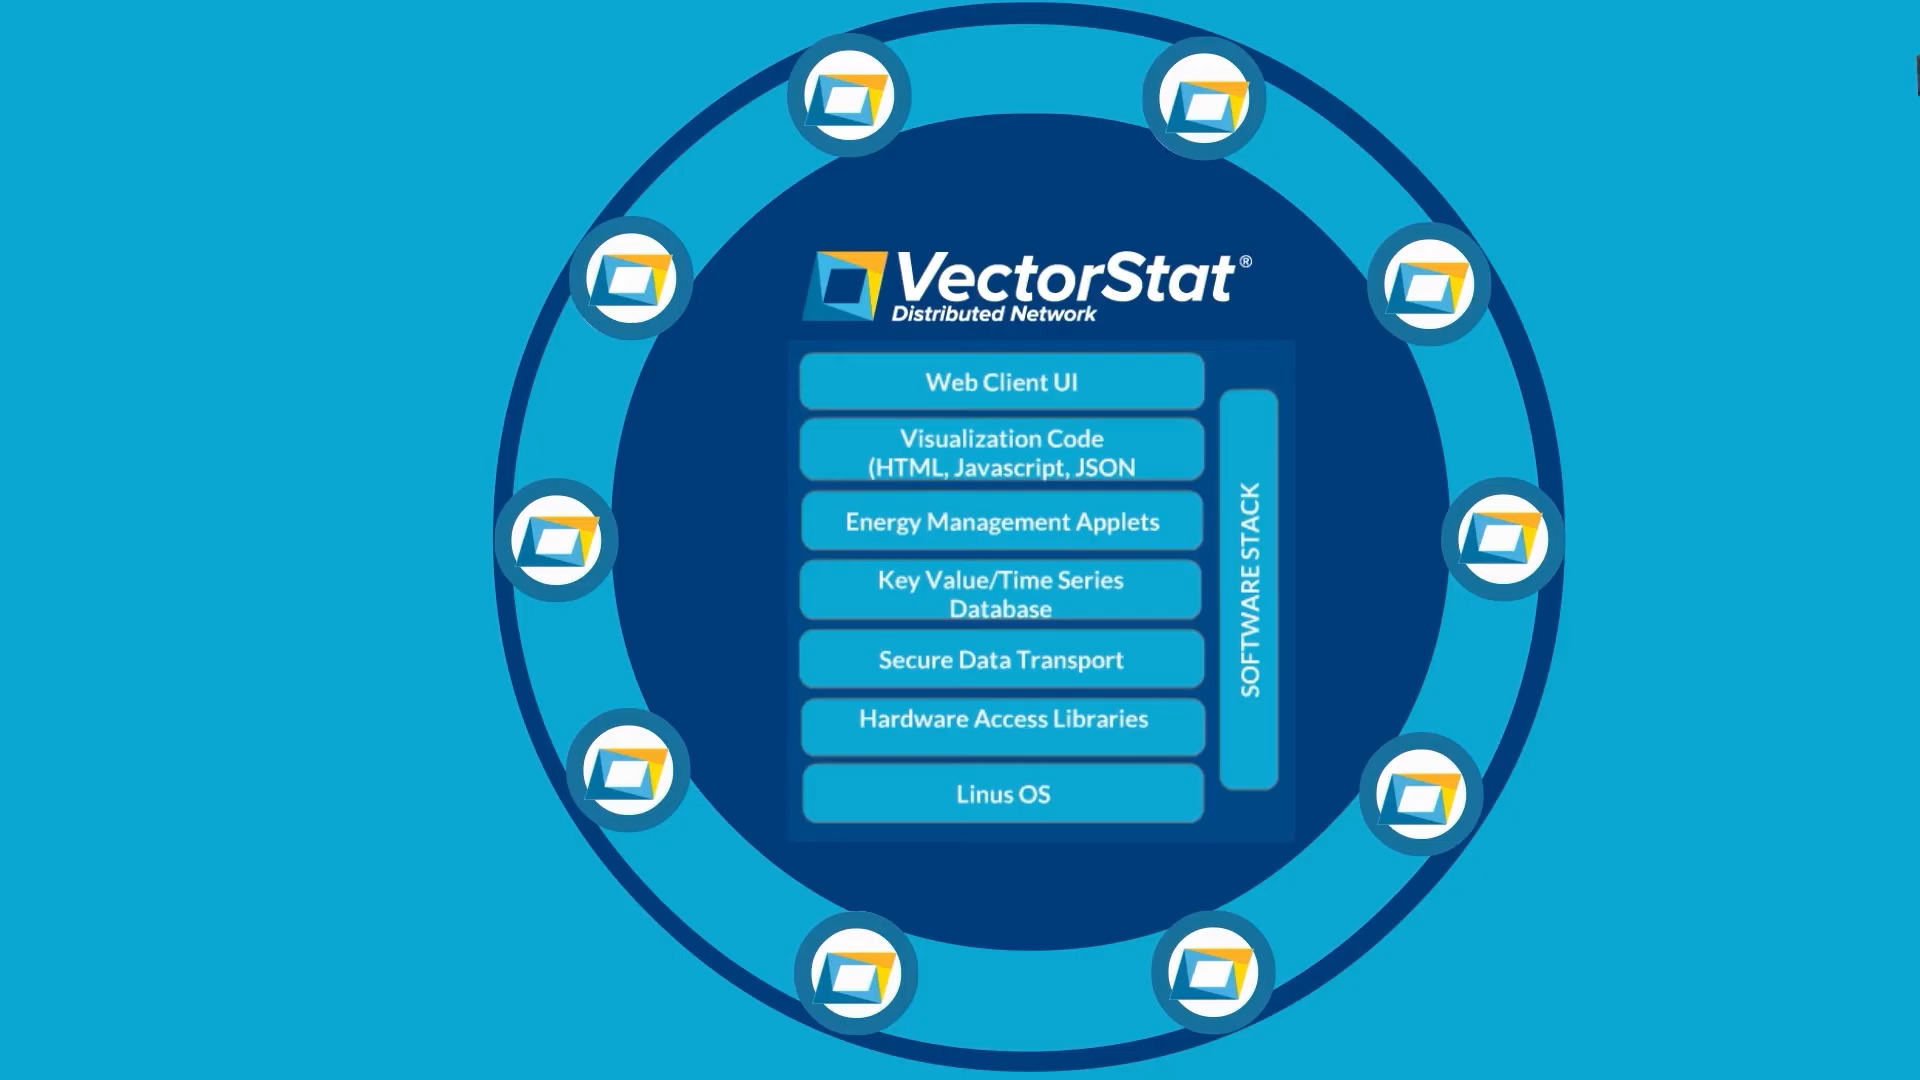 VectorStat®
Distributed Network
Web Client UI
Visualization Code
(HTML, Javascript, JSON
Energy Management Applets
Key Value/Time Series
Database
Secure Data Transport
Hardware Access Libraries
Linus OS
SOFTWARE STACK